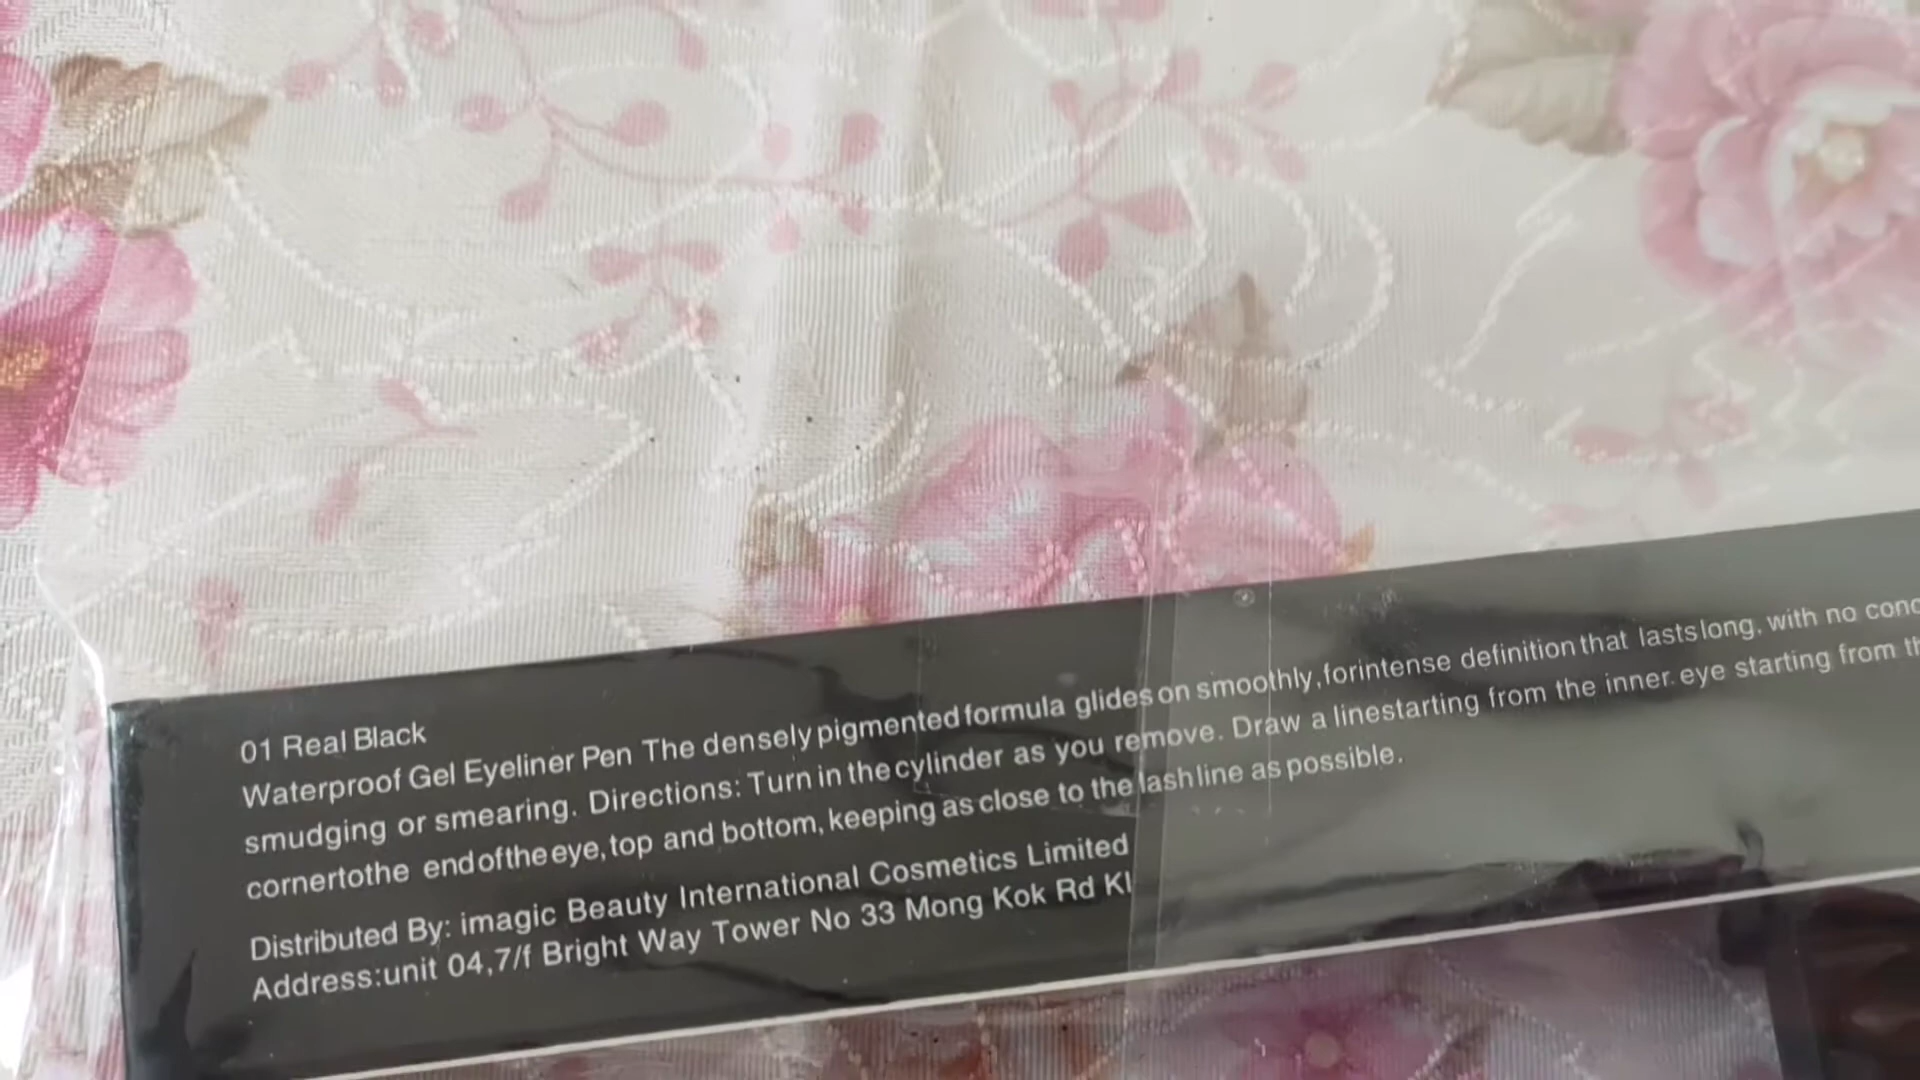 01 Real Black
Waterproof Gel Eyeliner Pen The densely pigmented formula glides on smoothly, forintense definition that lastslong. with no
smudging or smearing. Directions: Turn in the cylinder as you remove. Draw a linestarting from the inner eye starting from
cornertothe endoftheeye, top and bottom, keeping as close to the lash line as possible.
Distributed By: imagic Beauty International Cosmetics Limited
Address:unit 04,7/f Bright Way Tower No 33 Mong Kok Rd Kl